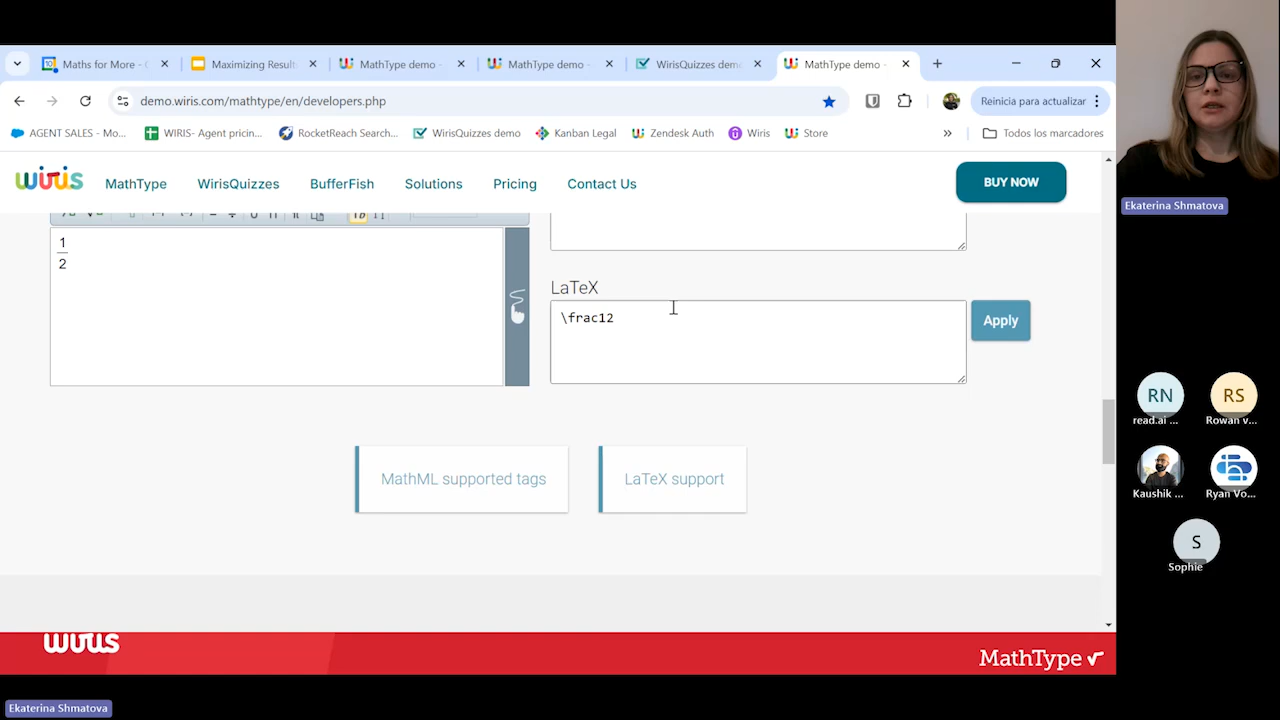 Maths for More - 
Maximizing Result
MathType demo -
MathType demo -
WirisQuizzes dem
MathType demo -
demo.wiris.com/mathtype/en/developers.php
Reinicia para actualizar
AGENT SALES - Mo...
WIRIS- Agent pricin...
RocketReach Search...
WirisQuizzes demo
Kanban Legal
Zendesk Auth
Wiris
Store
»
Todos los marcadores
wiris
MathType
WirisQuizzes
BufferFish
Solutions
Pricing
Contact Us
BUY NOW
Ekaterina Shmatova
1
2
LaTeX
\frac12
Apply
MathML supported tags
LaTeX support
RN
read.ai ...
RS
Rowan v...
Kaushik ...
Ryan Vo...
S
Sophie
wiris
MathType √
Ekaterina Shmatova